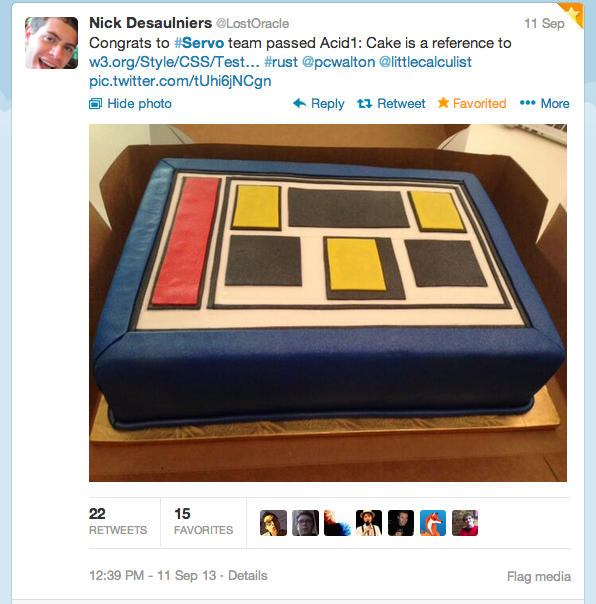 Nick Desaulniers @LostOracle 11 Sep
Congrats to #Servo team passed Acid1: Cake is a reference to
w3.org/Style/CSS/Test… #rust @pcwalton @littlecalculist
pic.twitter.com/tUhi6jNCgn
Hide photo Reply Retweet Favorited More
22 15
RETWEETS FAVORITES
12:39 PM - 11 Sep 13 · Details Flag media